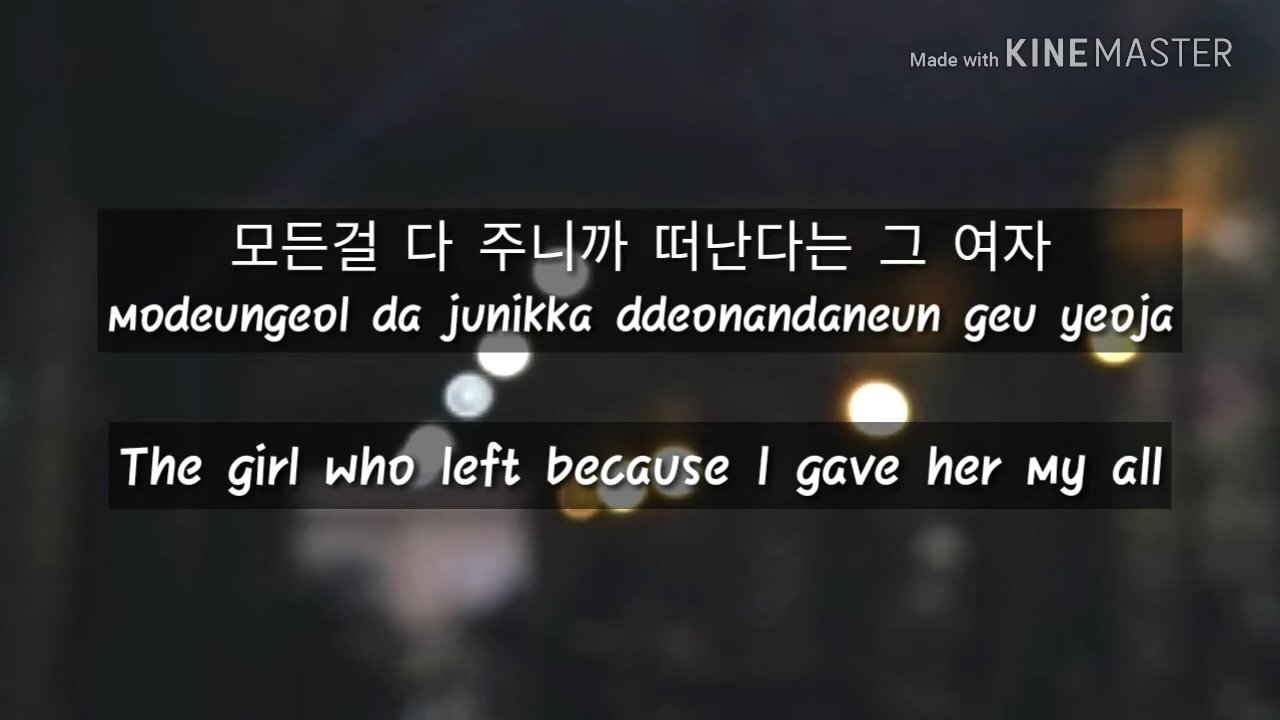 Made with KINEMASTER
모든걸 다 주니까 떠난다는 그 여자
modeungeol da junikka ddeonandaneun geu yeoja
The girl who left because I gave her my all